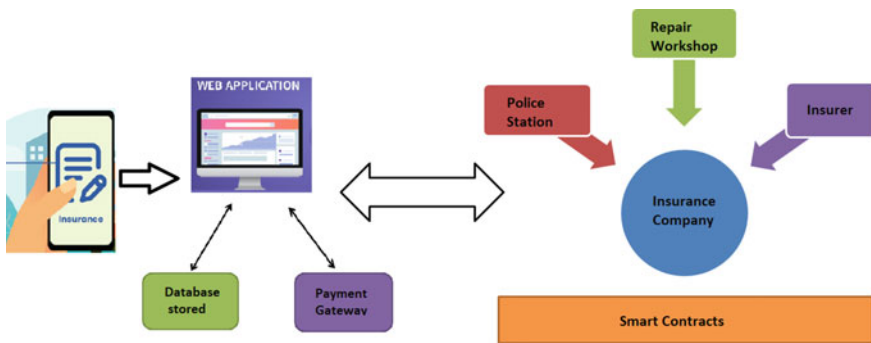 Insurance
WEB APPLICATION
Database
stored
Payment
Gateway
Police
Station
Repair
Workshop
Insurer
Insurance
Company
Smart Contracts